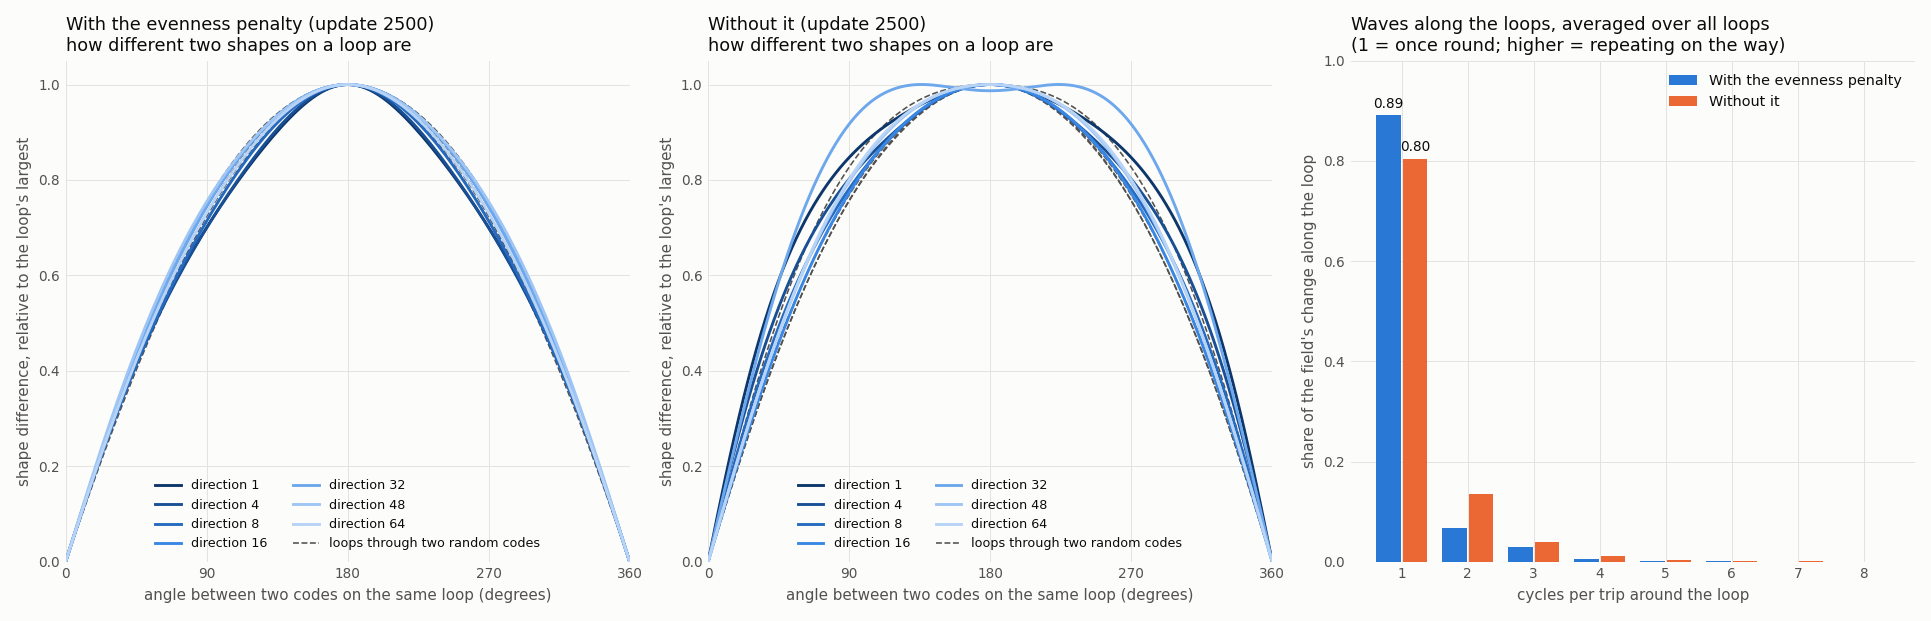 With the evenness penalty (update 2500)
how different two shapes on a loop are
shape difference, relative to the loop's largest
1.0
0.8
0.6
0.4
0.2
0.0
0
90
180
270
360
angle between two codes on the same loop (degrees)
direction 1
direction 4
direction 8
direction 16
direction 32
direction 48
direction 64
loops through two random codes
Without it (update 2500)
how different two shapes on a loop are
shape difference, relative to the loop's largest
1.0
0.8
0.6
0.4
0.2
0.0
0
90
180
270
360
angle between two codes on the same loop (degrees)
direction 1
direction 4
direction 8
direction 16
direction 32
direction 48
direction 64
loops through two random codes
Waves along the loops, averaged over all loops
(1 = once round; higher = repeating on the way)
share of the field's change along the loop
1.0
0.8
0.6
0.4
0.2
0.0
With the evenness penalty
Without it
0.89
0.80
1
2
3
4
5
6
7
8
cycles per trip around the loop